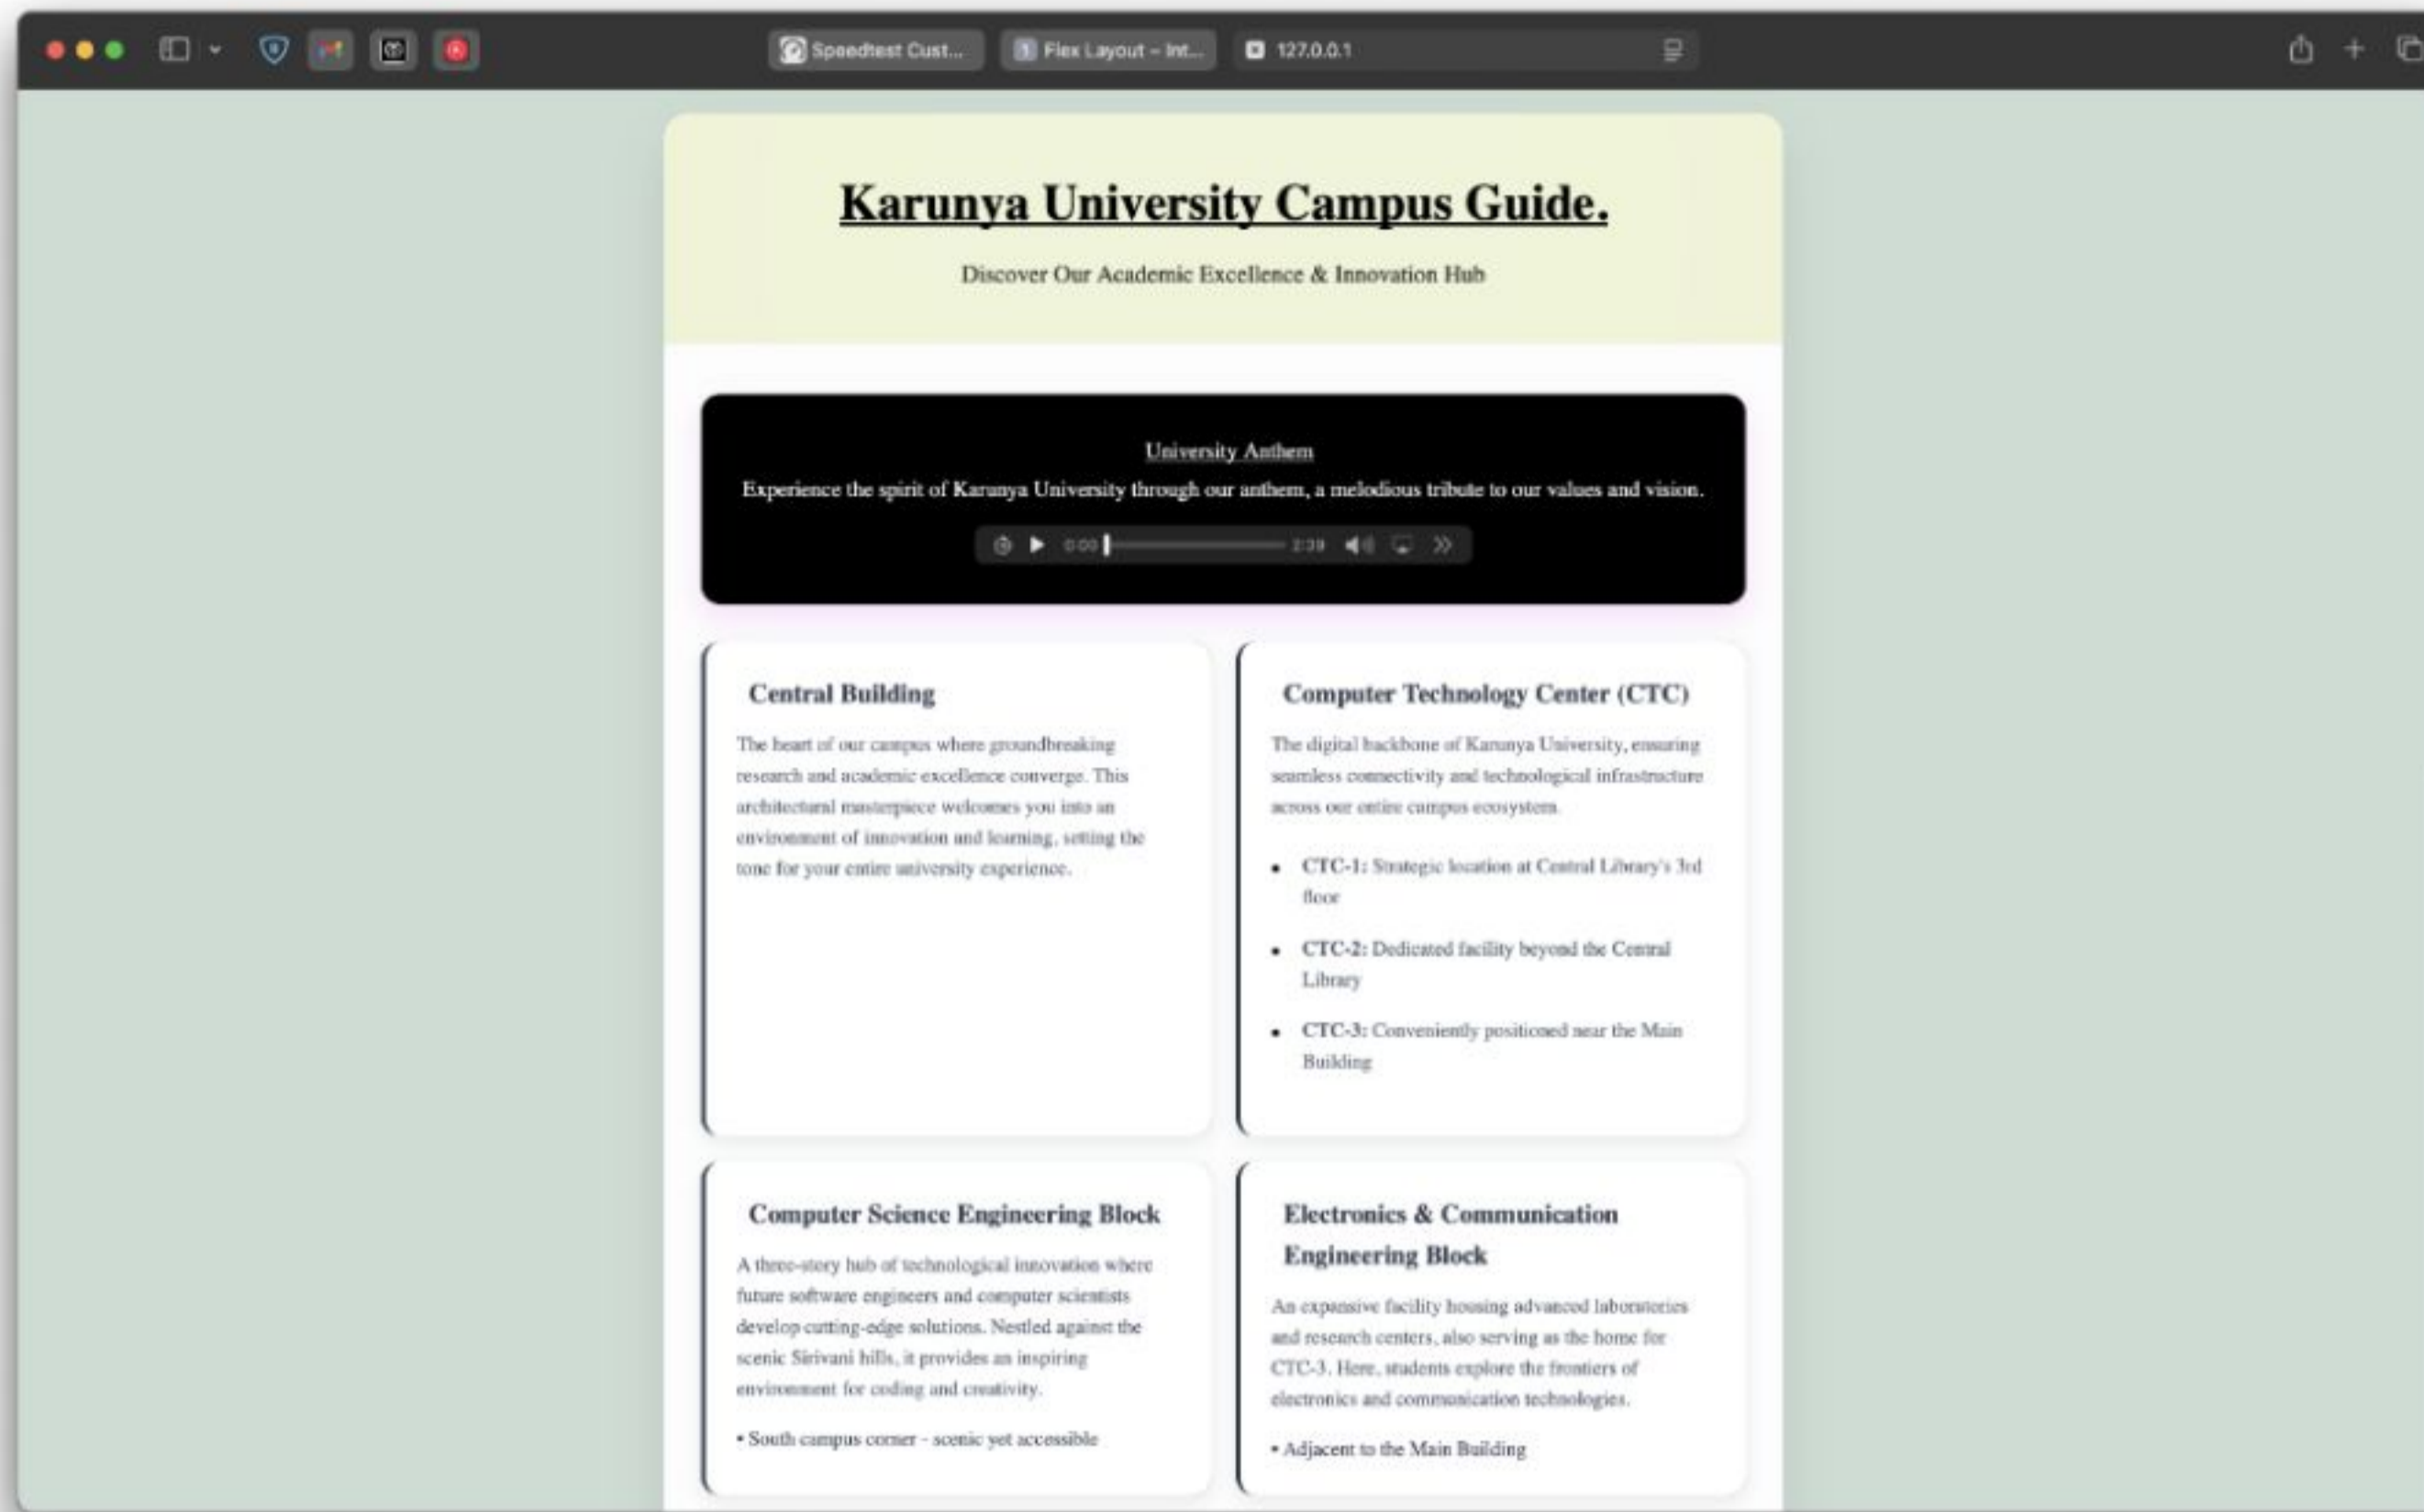 Speedtest Cust...
1 Flex Layout – Int...
127.0.0.1
Karunya University Campus Guide.
Discover Our Academic Excellence & Innovation Hub
University Anthem
Experience the spirit of Karunya University through our anthem, a melodious tribute to our values and vision.
0:00
2:39
Central Building
The heart of our campus where groundbreaking
research and academic excellence converge. This
architectural masterpiece welcomes you into an
environment of innovation and learning, setting the
tone for your entire university experience.
Computer Technology Center (CTC)
The digital backbone of Karunya University, ensuring
seamless connectivity and technological infrastructure
across our entire campus ecosystem.
• CTC-1: Strategic location at Central Library's 3rd
floor
• CTC-2: Dedicated facility beyond the Central
Library
• CTC-3: Conveniently positioned near the Main
Building
Computer Science Engineering Block
A three-story hub of technological innovation where
future software engineers and computer scientists
develop cutting-edge solutions. Nestled against the
scenic Sirivani hills, it provides an inspiring
environment for coding and creativity.
• South campus corner - scenic yet accessible
Electronics & Communication
Engineering Block
An expansive facility housing advanced laboratories
and research centers, also serving as the home for
CTC-3. Here, students explore the frontiers of
electronics and communication technologies.
• Adjacent to the Main Building